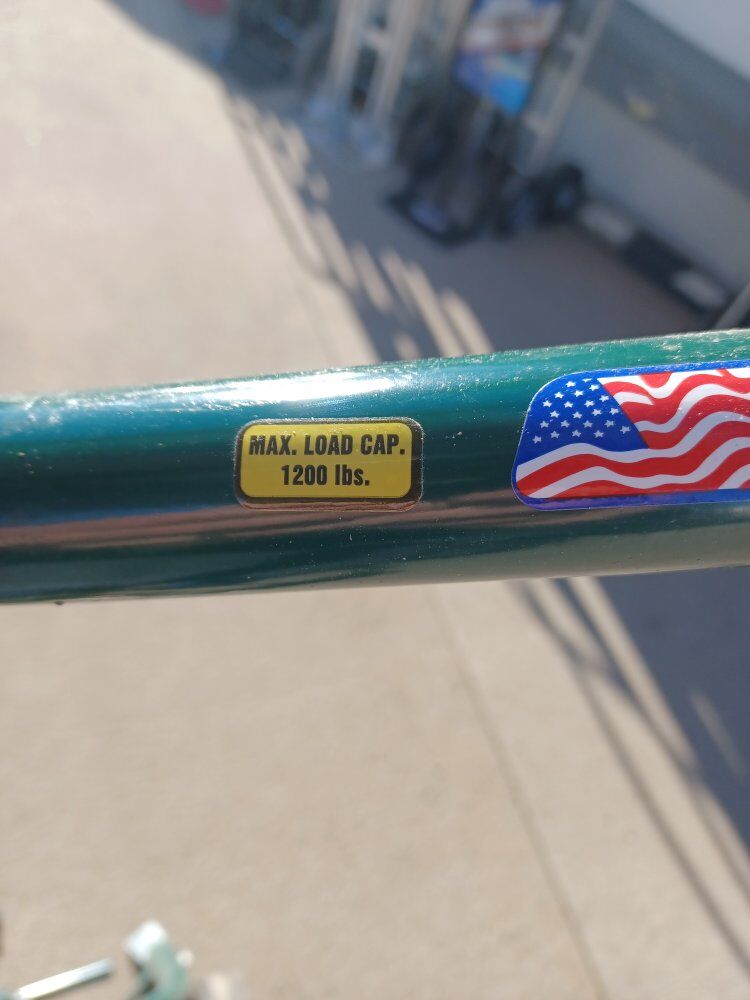 MAX. LOAD CAP.
1200 lbs.